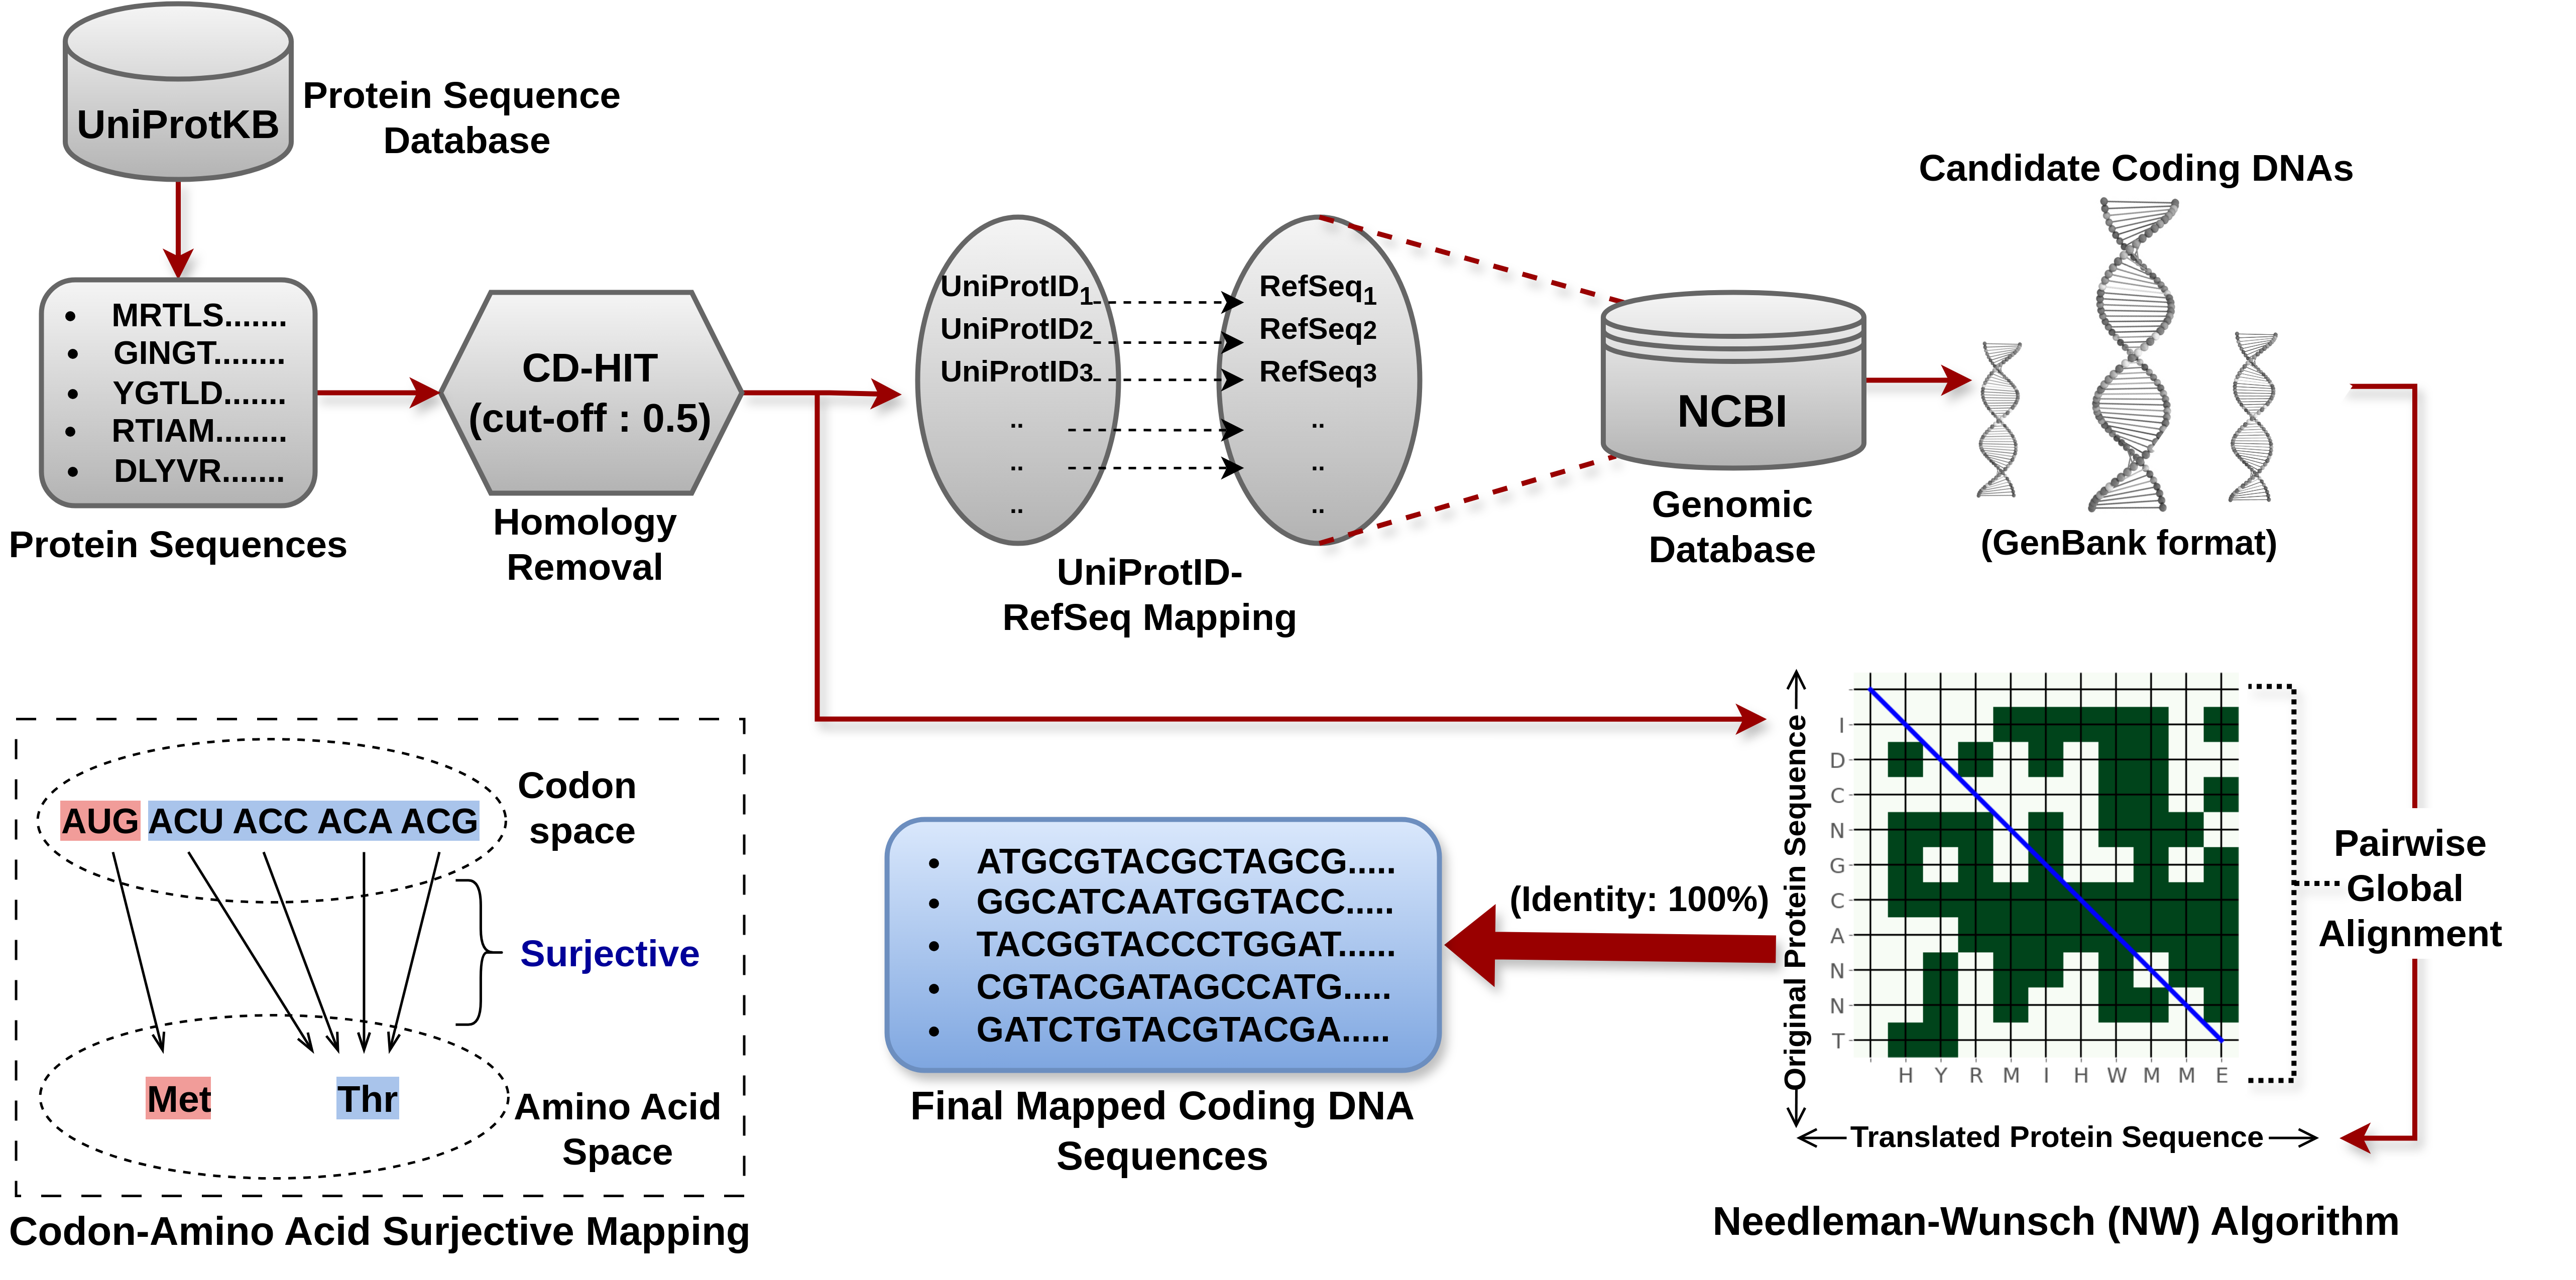 UniProtKB
Protein Sequence
Database
• MRTLS.......
• GINGT........
• YGTLD.......
• RTIAM........
• DLYVR.......
Protein Sequences
CD-HIT
(cut-off : 0.5)
Homology
Removal
UniProtID1
UniProtID2
UniProtID3
..
..
..
RefSeq1
RefSeq2
RefSeq3
..
..
..
UniProtID-
RefSeq Mapping
NCBI
Genomic
Database
Candidate Coding DNAs
(GenBank format)
Pairwise
Global
Alignment
Original Protein Sequence
I
D
C
N
G
C
A
N
N
T
H Y R M I H W M M E
Translated Protein Sequence
Needleman-Wunsch (NW) Algorithm
(Identity: 100%)
• ATGCGTACGCTAGCG.....
• GGCATCAATGGTACC.....
• TACGGTACCCTGGAT......
• CGTACGATAGCCATG.....
• GATCTGTACGTACGA.....
Final Mapped Coding DNA
Sequences
Codon
space
AUG ACU ACC ACA ACG
Surjective
Met Thr
Amino Acid
Space
Codon-Amino Acid Surjective Mapping